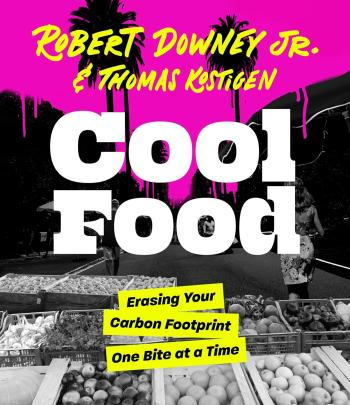 ROBERT DOWNEY JR.
& THOMAS KOSTIGEN
Cool
Food
Erasing Your
Carbon Footprint
One Bite at a Time